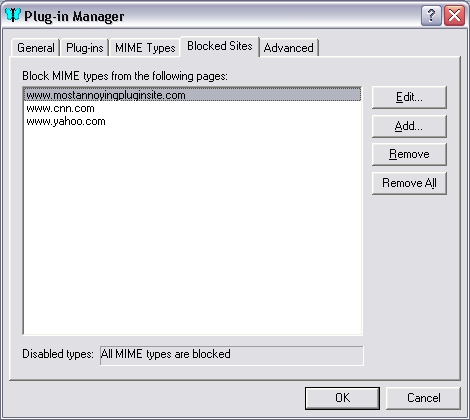 Plug-in Manager
General
Plug-ins
MIME Types
Blocked Sites
Advanced
Block MIME types from the following pages:
www.mostannoyingpluginsite.com
www.cnn.com
www.yahoo.com
Edit...
Add...
Remove
Remove All
Disabled types: All MIME types are blocked
OK
Cancel